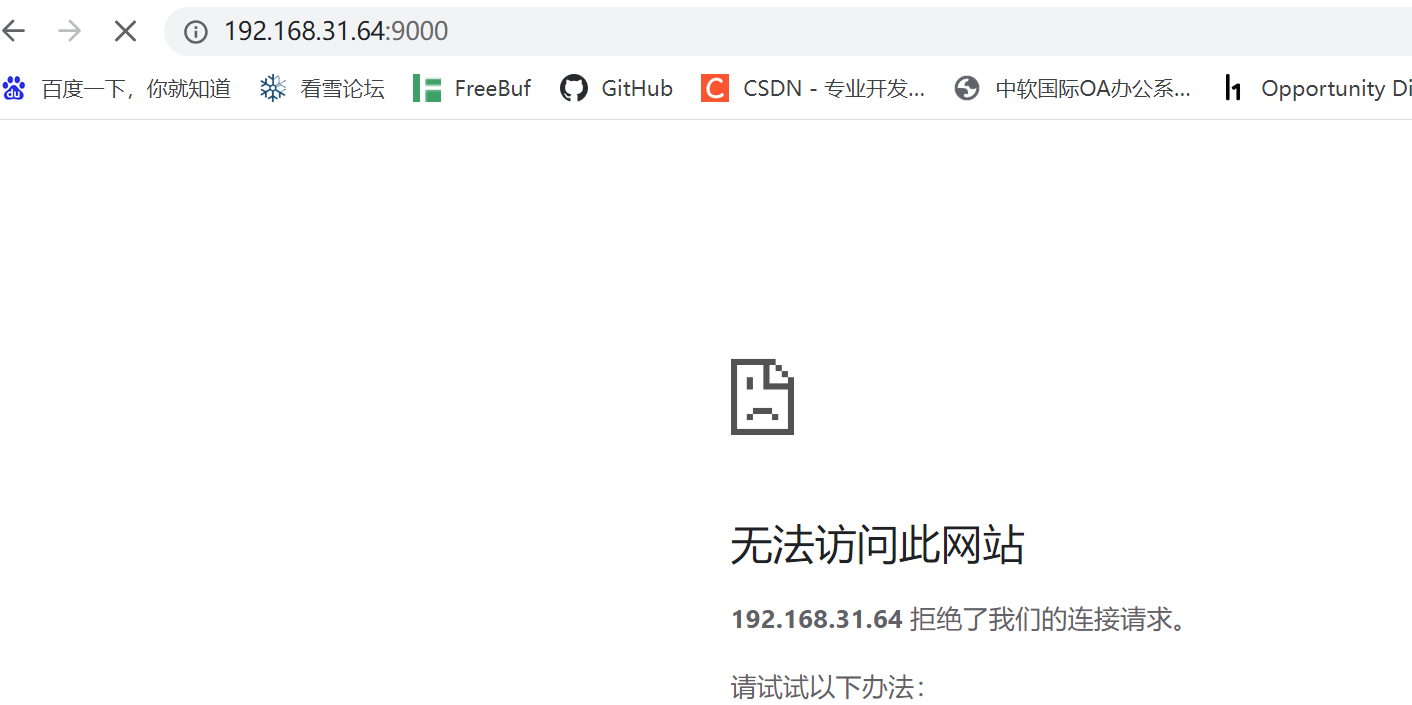 192.168.31.64:9000
百度一下，你就知道 看雪论坛 FreeBuf GitHub CSDN - 专业开发... 中软国际OA办公系... Opportunity Di
无法访问此网站
192.168.31.64 拒绝了我们的连接请求。
请试试以下办法：